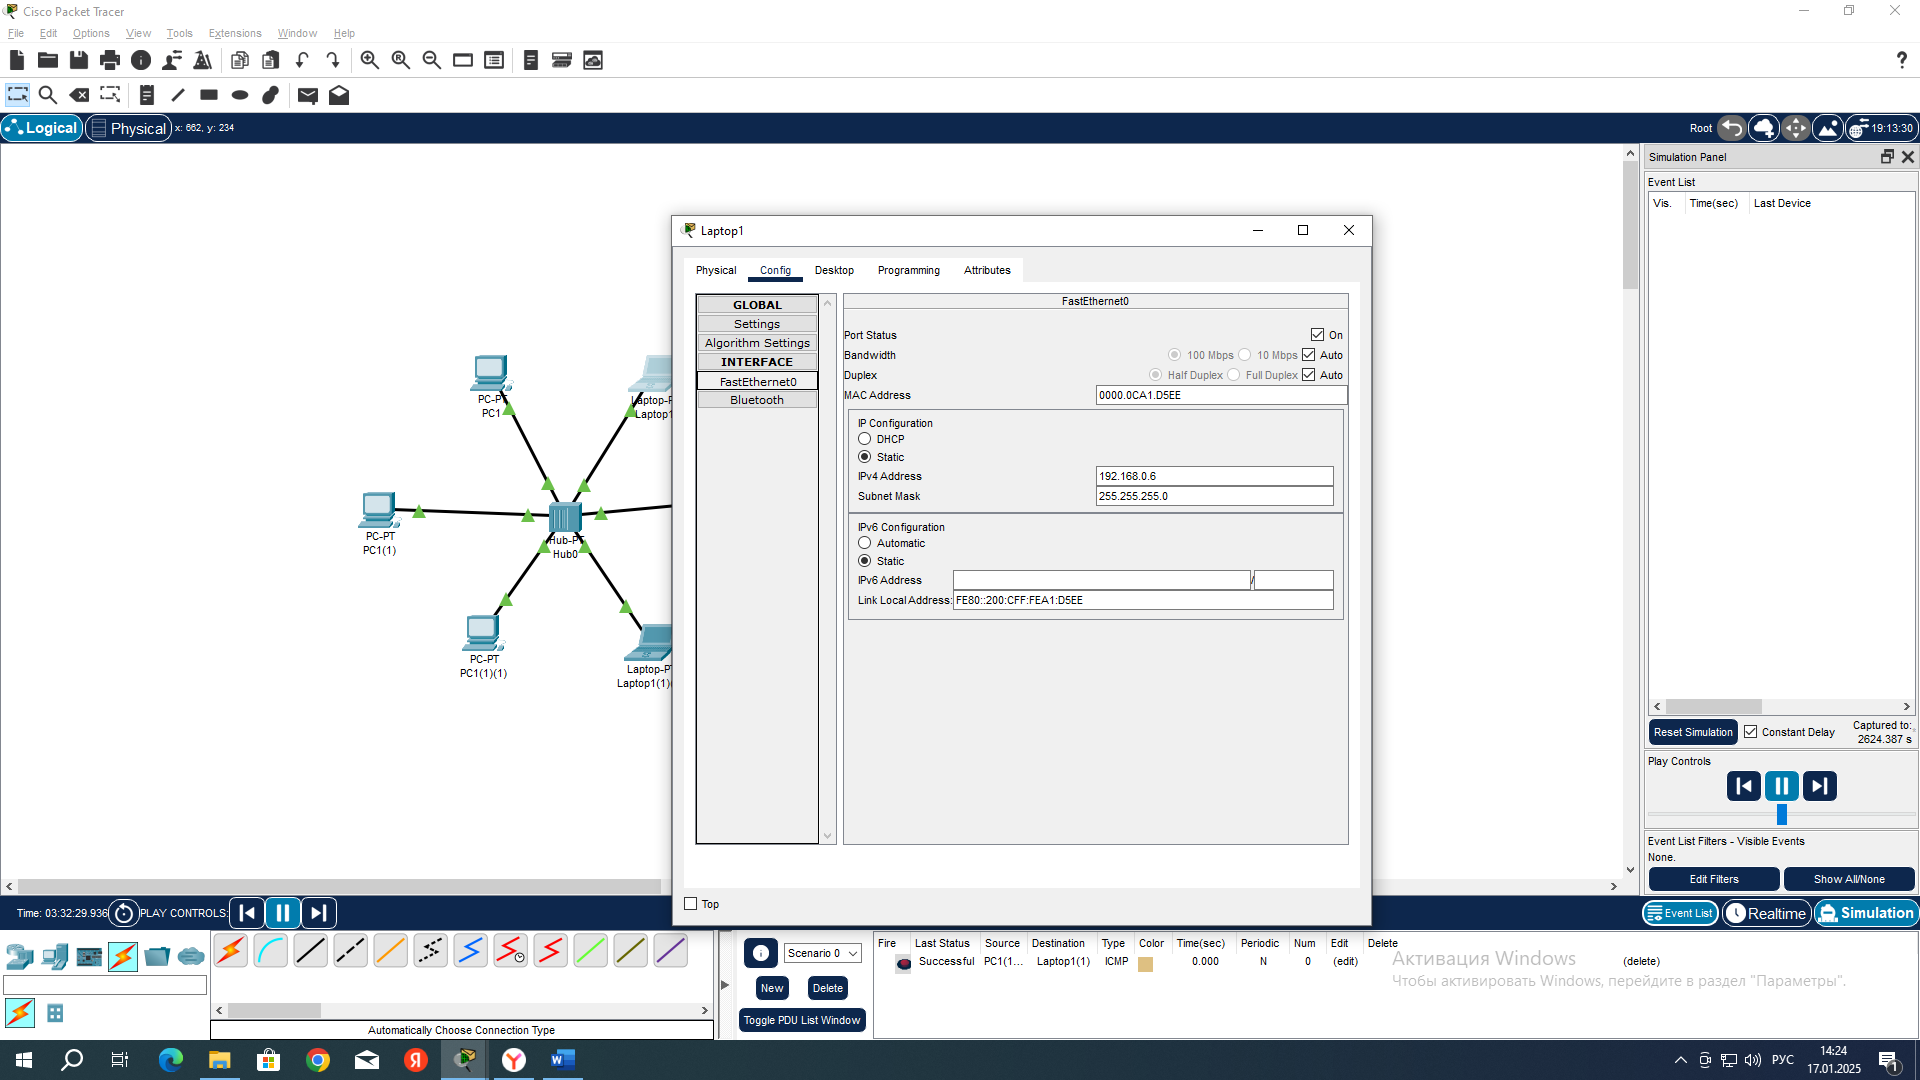 Cisco Packet Tracer
File Edit Options View Tools Extensions Window Help
Logical Physical x: 662, y: 234 Root 19:13:30
Simulation Panel
Event List
Vis. Time(sec) Last Device
Laptop1
Physical Config Desktop Programming Attributes
GLOBAL
Settings
Algorithm Settings
INTERFACE
FastEthernet0
Bluetooth
FastEthernet0
Port Status On
Bandwidth 100 Mbps 10 Mbps Auto
Duplex Half Duplex Full Duplex Auto
MAC Address 0000.0CA1.D5EE
IP Configuration
DHCP
Static
IPv4 Address 192.168.0.6
Subnet Mask 255.255.255.0
IPv6 Configuration
Automatic
Static
IPv6 Address /
Link Local Address: FE80::200:CFF:FEA1:D5EE
Top
PC-PT
PC1
Laptop-P
Laptop1
PC-PT
PC1(1)
Hub-PT
Hub0
PC-PT
PC1(1)(1)
Laptop-PT
Laptop1(1)
Reset Simulation Constant Delay Captured to:
2624.387 s
Play Controls
Event List Filters - Visible Events
None.
Edit Filters Show All/None
Time: 03:32:29.936 PLAY CONTROLS:
Event List Realtime Simulation
Automatically Choose Connection Type
Scenario 0
New Delete
Toggle PDU List Window
Fire Last Status Source Destination Type Color Time(sec) Periodic Num Edit Delete
Successful PC1(1... Laptop1(1) ICMP 0.000 N 0 (edit) (delete)
Активация Windows
Чтобы активировать Windows, перейдите в раздел "Параметры".
РУС
14:24
17.01.2025
1